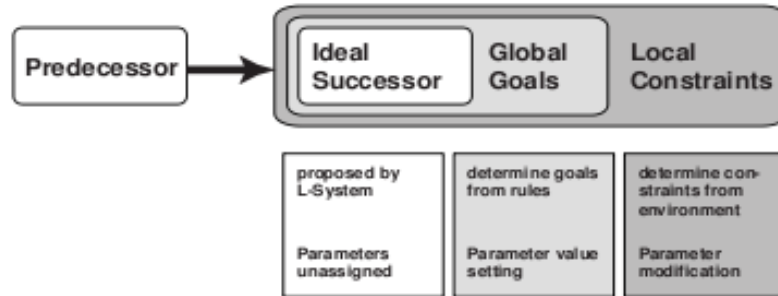 Predecessor
Ideal
Successor
Global
Goals
Local
Constraints
proposed by
L-System
Parameters
unassigned
determine goals
from rules
Parameter value
setting
determine con-
straints from
environment
Parameter
modification